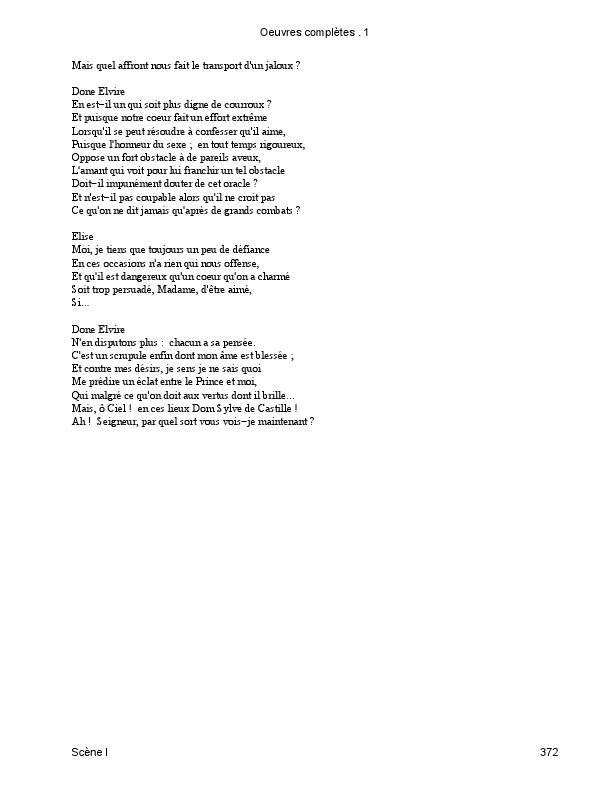 Oeuvres complètes . 1
Mais quel affront nous fait le transport d'un jaloux ?
Done Elvire
En est-il un qui soit plus digne de courroux ?
Et puisque notre coeur fait un effort extrême
Lorsqu'il se peut résoudre à confesser qu'il aime,
Puisque l'honneur du sexe ; en tout temps rigoureux,
Oppose un fort obstacle à de pareils aveux,
L'amant qui voit pour lui franchir un tel obstacle
Doit-il impunément douter de cet oracle ?
Et n'est-il pas coupable alors qu'il ne croit pas
Ce qu'on ne dit jamais qu'après de grands combats ?
Elise
Moi, je tiens que toujours un peu de défiance
En ces occasions n'a rien qui nous offense,
Et qu'il est dangereux qu'un coeur qu'on a charmé
Soit trop persuadé, Madame, d'être aimé,
Si...
Done Elvire
N'en disputons plus : chacun a sa pensée.
C'est un scrupule enfin dont mon âme est blessée ;
Et contre mes désirs, je sens je ne sais quoi
Me prédire un éclat entre le Prince et moi,
Qui malgré ce qu'on doit aux vertus dont il brille...
Mais, ô Ciel ! en ces lieux Dom Sylve de Castille !
Ah ! Seigneur, par quel sort vous vois-je maintenant ?
Scène I
372